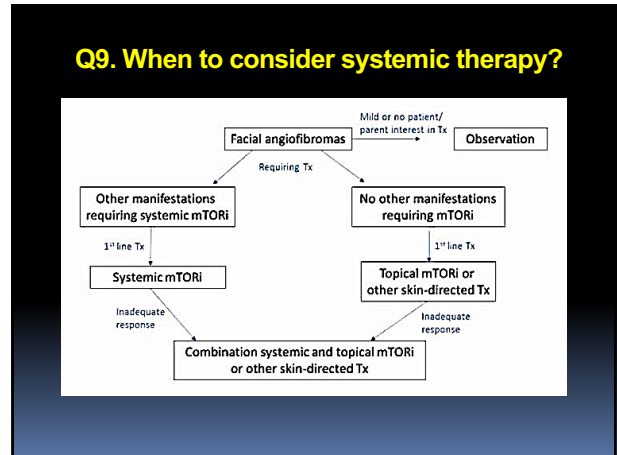 Q9. When to consider systemic therapy?
Mild or no patient/
parent interest in Tx
Facial angiofibromas
Observation
Requiring Tx
Other manifestations
requiring systemic mTORi
No other manifestations
requiring mTORi
1st line Tx
1st line Tx
Systemic mTORi
Topical mTORi or
other skin-directed Tx
Inadequate
response
Inadequate
response
Combination systemic and topical mTORi
or other skin-directed Tx